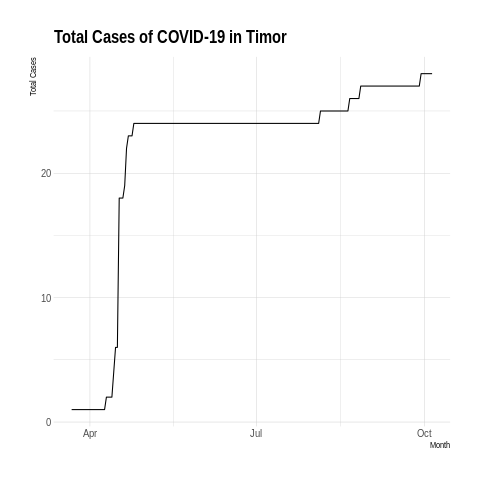 Total Cases of COVID-19 in Timor
Total Cases
20
10
0
Apr
Jul
Oct
Month